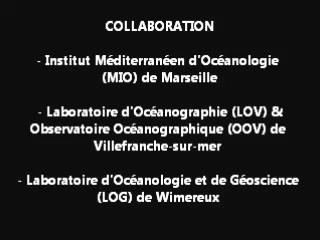 COLLABORATION
- Institut Méditerranéen d'Océanologie
(MIO) de Marseille
- Laboratoire d'Océanographie (LOV) &
Observatoire Océanographique (OOV) de
Villefranche-sur-mer
- Laboratoire d'Océanologie et de Géoscience
(LOG) de Wimereux